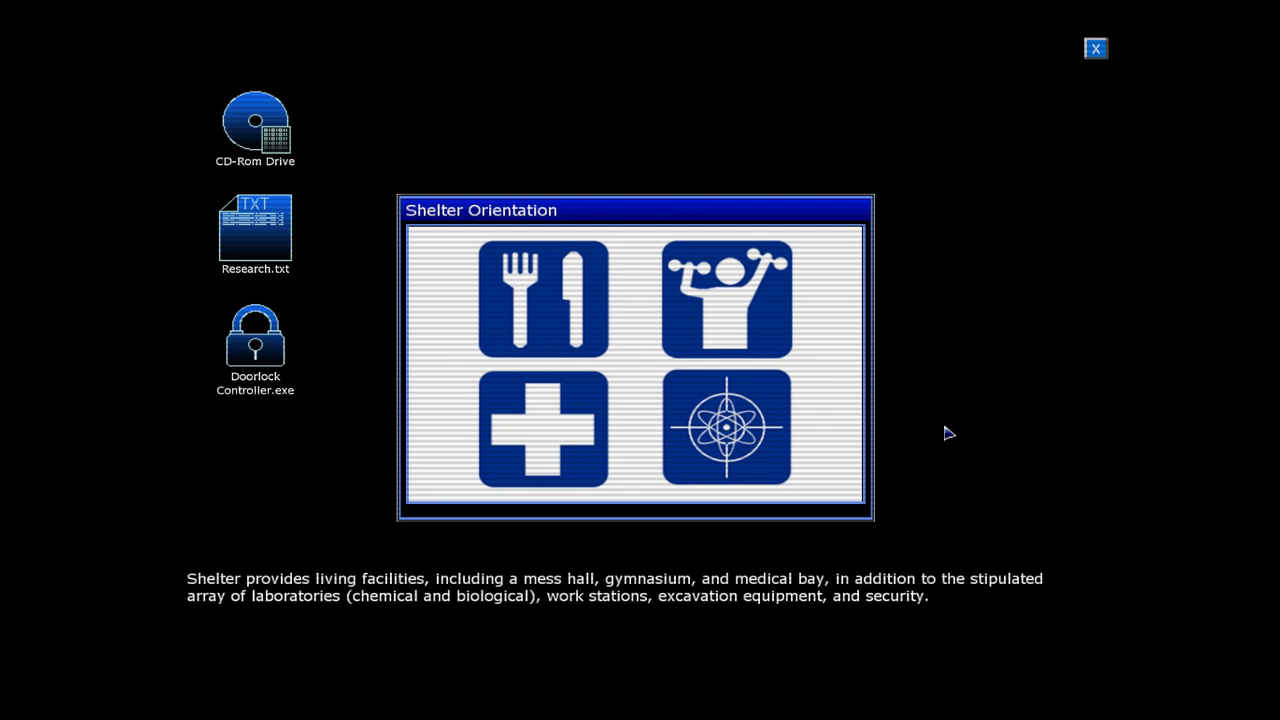 X
CD-Rom Drive
TXT
Research.txt
Doorlock
Controller.exe
Shelter Orientation
Shelter provides living facilities, including a mess hall, gymnasium, and medical bay, in addition to the stipulated
array of laboratories (chemical and biological), work stations, excavation equipment, and security.